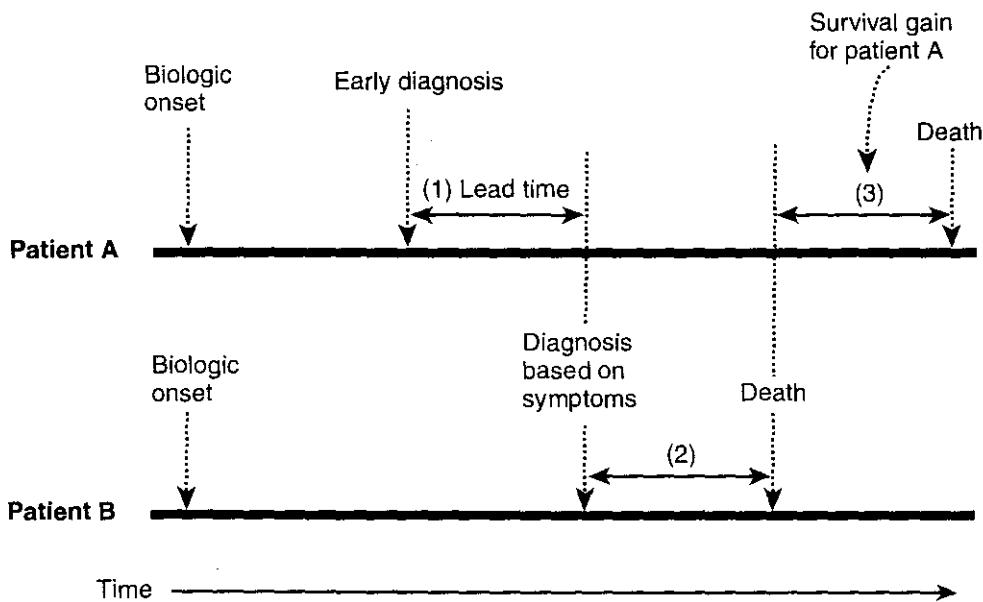 Survival gain
for patient A
Biologic
onset
Early diagnosis
Death
(1) Lead time
(3)
Patient A
Diagnosis
based on
symptoms
Biologic
onset
Death
(2)
Patient B
Time